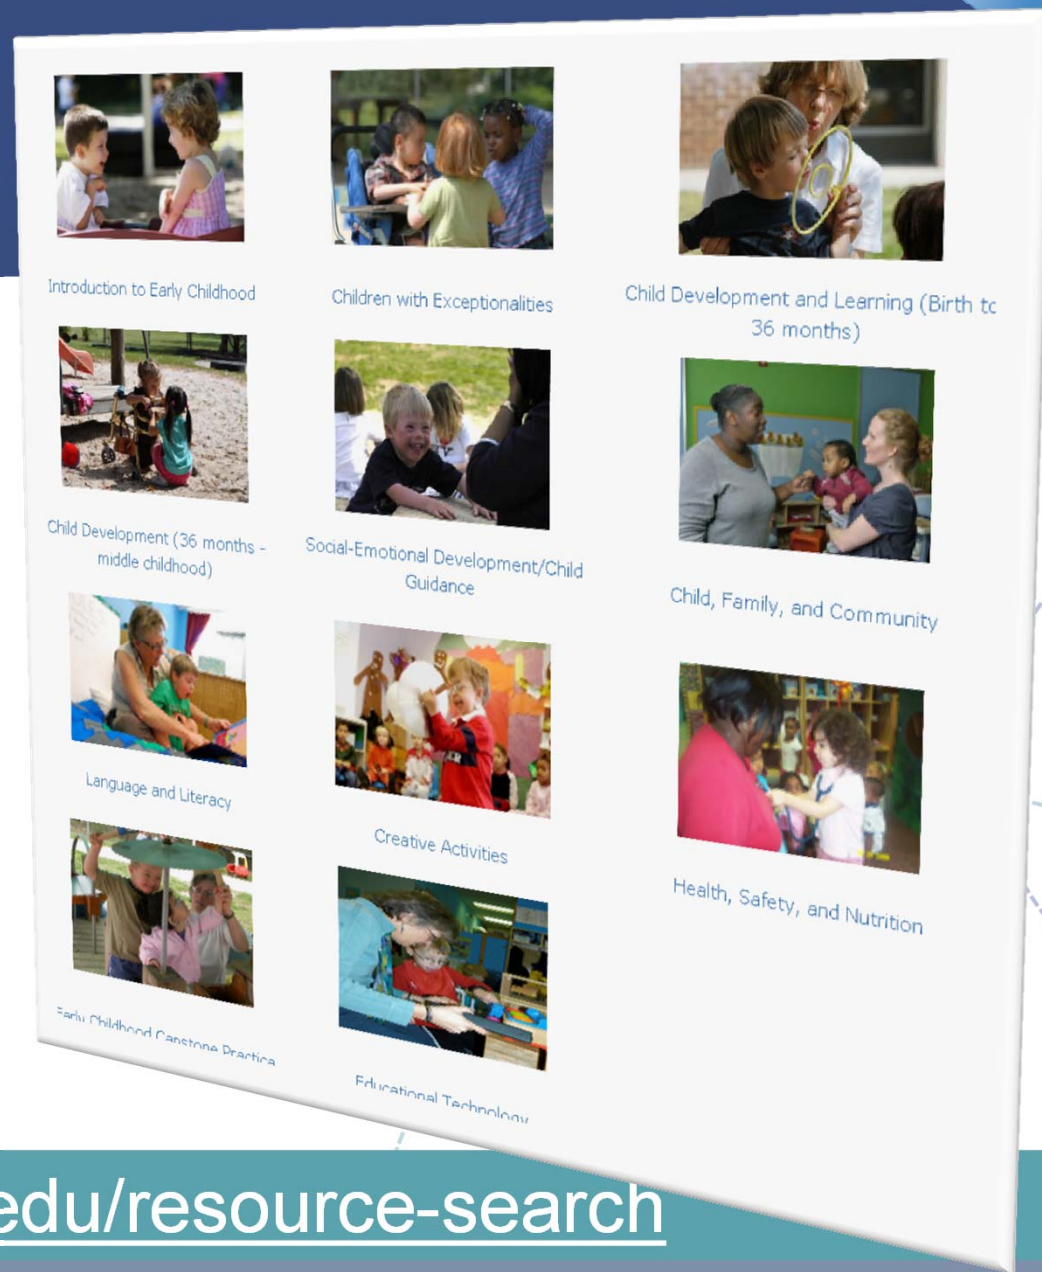 Introduction to Early Childhood
Children with Exceptionalities
Child Development and Learning (Birth to
36 months)
Child Development (36 months -
middle childhood)
Social-Emotional Development/Child
Guidance
Child, Family, and Community
Language and Literacy
Creative Activities
Health, Safety, and Nutrition
Early Childhood Capstone Practica
Educational Technology
edu/resource-search